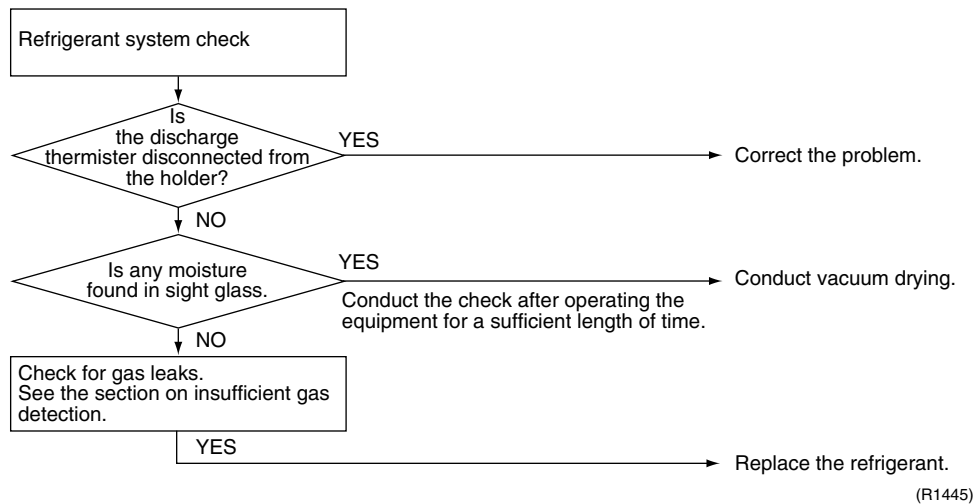 Refrigerant system check
Is
the discharge
thermister disconnected from
the holder?
YES
Correct the problem.
NO
Is any moisture
found in sight glass.
YES
Conduct the check after operating the
equipment for a sufficient length of time.
Conduct vacuum drying.
NO
Check for gas leaks.
See the section on insufficient gas
detection.
YES
Replace the refrigerant.
(R1445)